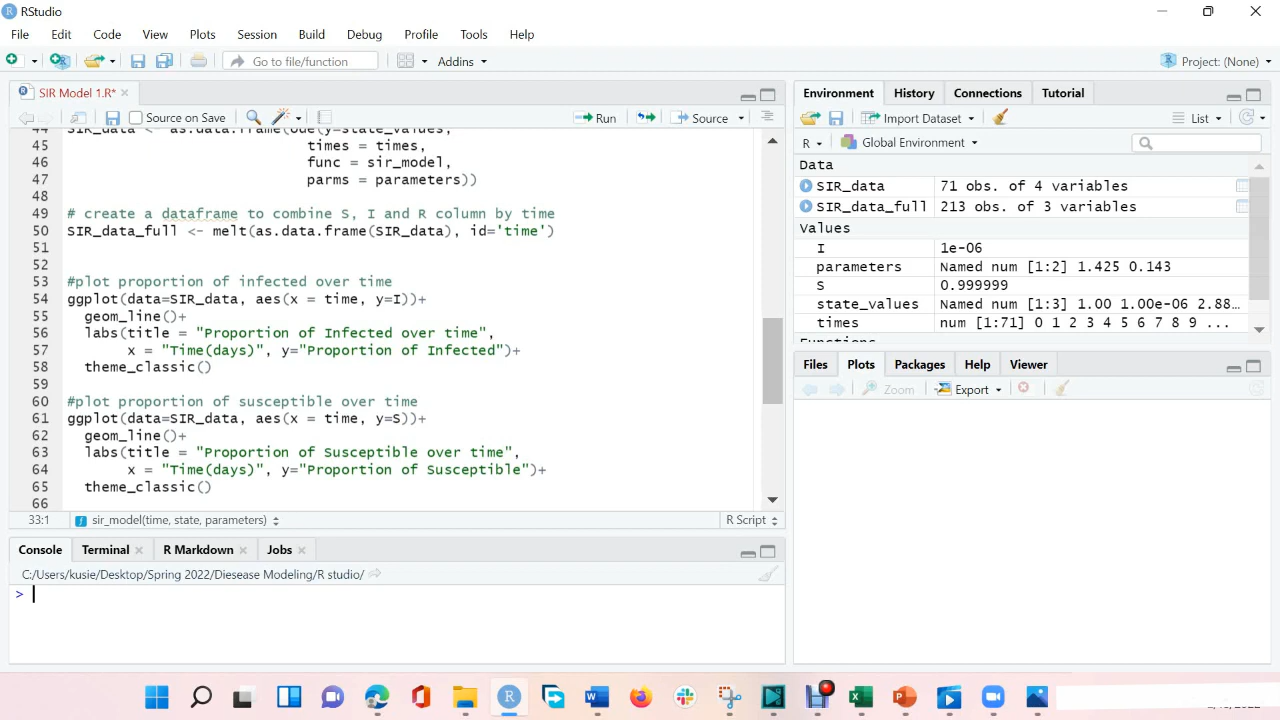 RStudio
File Edit Code View Plots Session Build Debug Profile Tools Help
Go to file/function Addins Project: (None)
SIR Model 1.R*
Source on Save Run Source
44 SIR_data <- as.data.frame(ode(y=state_values,
45 times = times,
46 func = sir_model,
47 parms = parameters))
48
49 # create a dataframe to combine S, I and R column by time
50 SIR_data_full <- melt(as.data.frame(SIR_data), id='time')
51
52
53 #plot proportion of infected over time
54 ggplot(data=SIR_data, aes(x = time, y=I))+
55 geom_line()+
56 labs(title = "Proportion of Infected over time",
57 x = "Time(days)", y="Proportion of Infected")+
58 theme_classic()
59
60 #plot proportion of susceptible over time
61 ggplot(data=SIR_data, aes(x = time, y=S))+
62 geom_line()+
63 labs(title = "Proportion of Susceptible over time",
64 x = "Time(days)", y="Proportion of Susceptible")+
65 theme_classic()
66
33:1 sir_model(time, state, parameters) R Script
Console Terminal R Markdown Jobs
C:/Users/kusie/Desktop/Spring 2022/Diesease Modeling/R studio/
>
Environment History Connections Tutorial
Import Dataset List
R Global Environment
Data
SIR_data 71 obs. of 4 variables
SIR_data_full 213 obs. of 3 variables
Values
I 1e-06
parameters Named num [1:2] 1.425 0.143
S 0.999999
state_values Named num [1:3] 1.00 1.00e-06 2.88…
times num [1:71] 0 1 2 3 4 5 6 7 8 9 ...
Functions
Files Plots Packages Help Viewer
Zoom Export